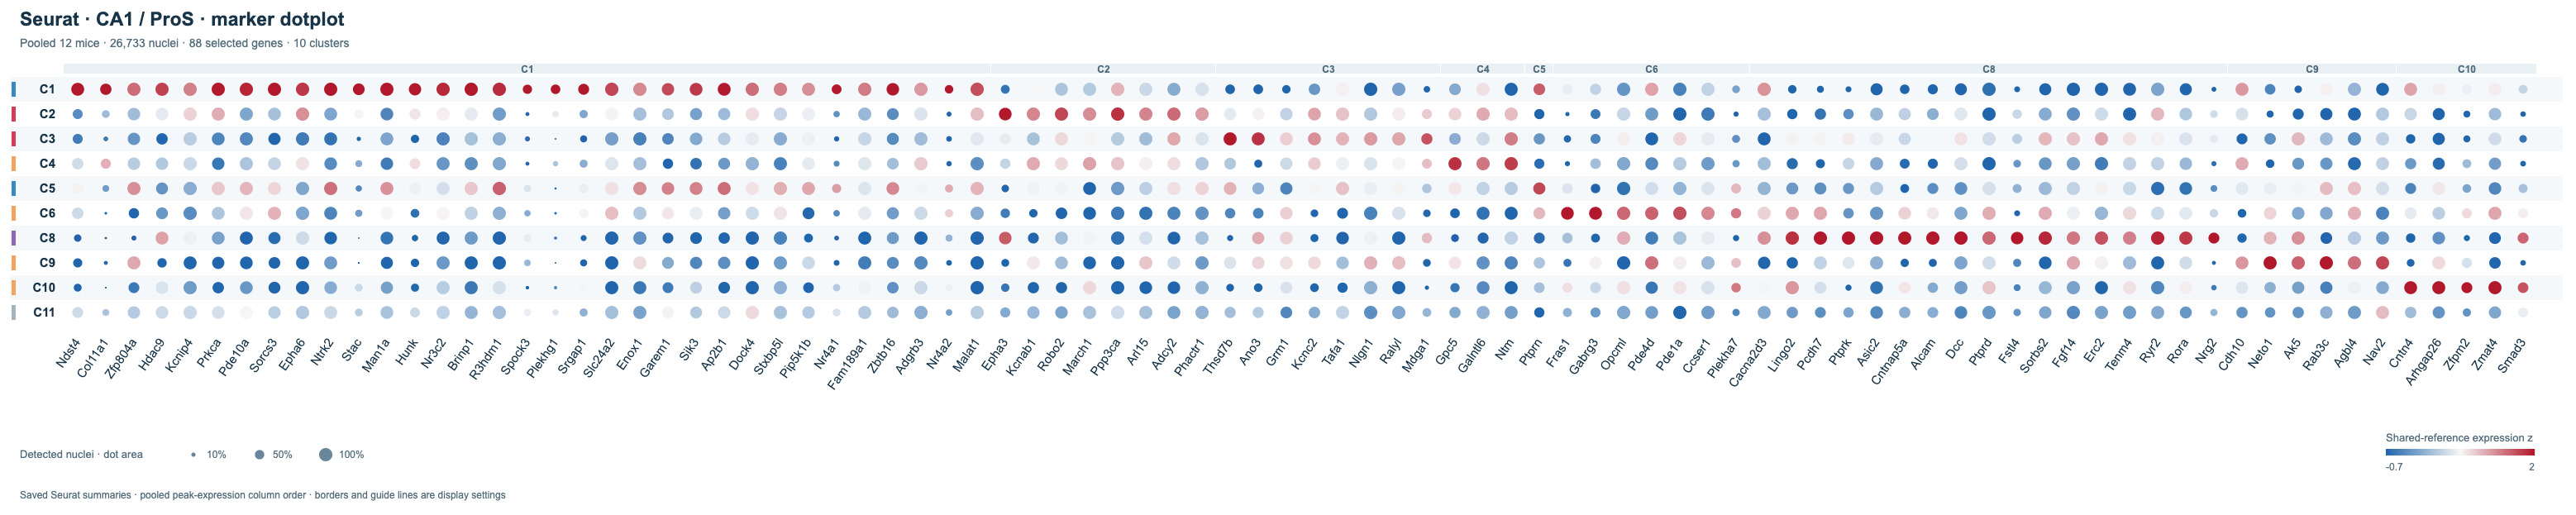 Seurat · CA1 / ProS · marker dotplot
Pooled 12 mice · 26,733 nuclei · 88 selected genes · 10 clusters
C1 C2 C3 C4 C5 C6 C8 C9 C10
C1
C2
C3
C4
C5
C6
C8
C9
C10
C11
Ndst4 Col11a1 Zfp804a Hdac9 Kcnip4 Prkca Pde10a Sorcs3 Epha6 Ntrk2 Stac Man1a Hunk Nr3c2 Brinp1 R3hdm1 Spock3 Plekhg1 Srgap1 Slc24a2 Enox1 Garem1 Sik3 Ap2b1 Dock4 Stxbp5l Pip5k1b Nr4a1 Fam189a1 Zbtb16 Adgrb3 Nr4a2 Malat1 Epha3 Kcnab1 Robo2 March1 Ppp3ca Arl15 Adcy2 Phactr1 Thsd7b Ano3 Grm1 Kcnc2 Tafa1 Nlgn1 Ralyl Mdga1 Gpc5 Galntl6 Ntm Ptprn Fras1 Gabrg3 Opcml Pde4d Pde1a Ccser1 Plekha7 Cacna2d3 Lingo2 Pcdh7 Ptprk Asic2 Cntnap5a Alcam Dcc Ptprd Fstl4 Sorbs2 Fgf14 Erc2 Tenm4 Ryr2 Rora Nrg2 Cdh10 Neto1 Ak5 Rab3c Agbl4 Nav2 Cntn4 Arhgap26 Zfpm2 Zmat4 Smad3
Shared-reference expression z
-0.7 2
Detected nuclei · dot area 10% 50% 100%
Saved Seurat summaries · pooled peak-expression column order · borders and guide lines are display settings